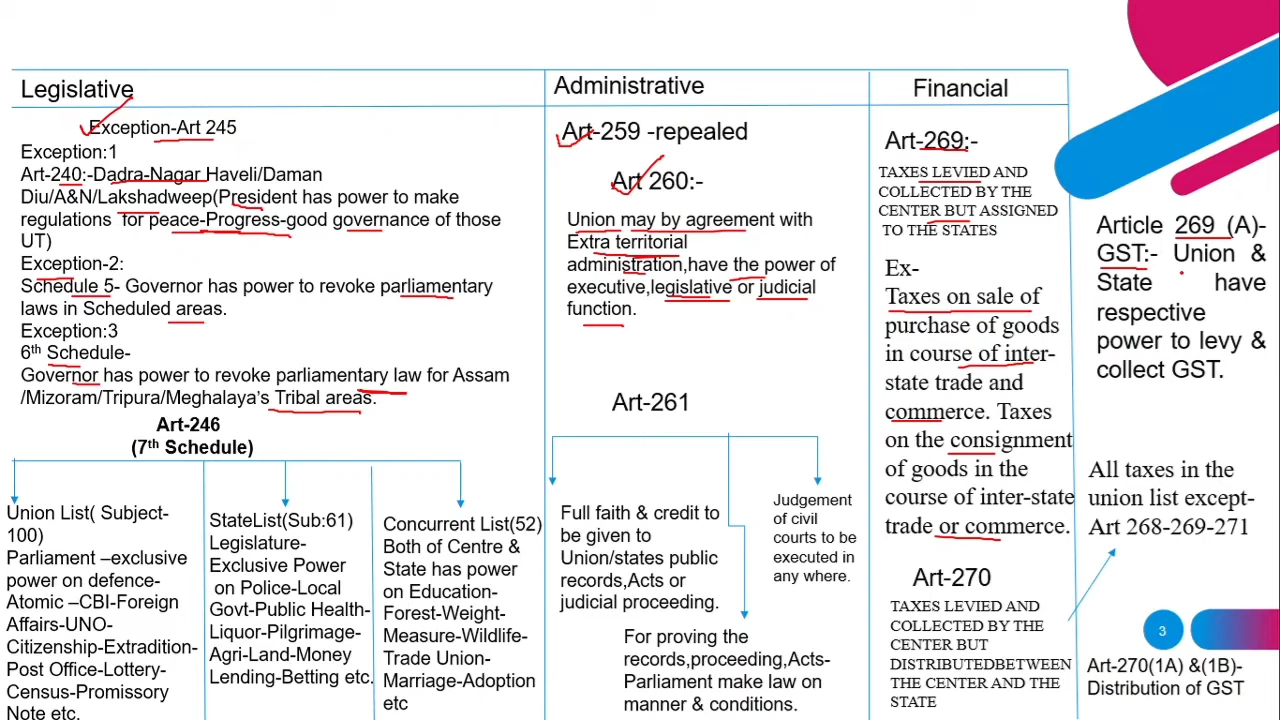 Legislative
Exception-Art 245
Exception:1
Art-240:-Dadra-Nagar Haveli/Daman
Diu/A&N/Lakshadweep(President has power to make
regulations for peace-Progress-good governance of those
UT)
Exception-2:
Scedule 5- Governor has power to revoke parliamentary
laws in Scheduled areas.
Exception:3
6th Schedule-
Governor has power to revoke parliamentary law for Assam
/Mizoram/Tripura/Meghalaya's Tribal areas.
Art-246
(7th Schedule)
Union List( Subject-
100)
Parliament –exclusive
power on defence-
Atomic –CBI-Foreign
Affairs-UNO-
Citizenship-Extradition-
Post Office-Lottery-
Census-Promissory
Note etc.
StateList(Sub:61)
Legislature-
Exclusive Power
on Police-Local
Govt-Public Health-
Liquor-Pilgrimage-
Agri-Land-Money
Lending-Betting etc.
Concurrent List(52)
Both of Centre &
State has power
on Education-
Forest-Weight-
Measure-Wildlife-
Trade Union-
Marriage-Adoption
etc
Administrative
Art-259 -repealed
Art 260:-
Union may by agreement with
Extra territorial
administration,have the power of
executive,legislative or judicial
function.
Art-261
Full faith & credit to
be given to
Union/states public
records,Acts or
judicial proceeding.
For proving the
records,proceeding,Acts-
Parliament make law on
manner & conditions.
Judgement
of civil
courts to be
executed in
any where.
Financial
Art-269:-
TAXES LEVIED AND
COLLECTED BY THE
CENTER BUT ASSIGNED
TO THE STATES
Ex-
Taxes on sale of
purchase of goods
in course of inter-
state trade and
commerce. Taxes
on the consignment
of goods in the
course of inter-state
trade or commerce.
Art-270
TAXES LEVIED AND
COLLECTED BY THE
CENTER BUT
DISTRIBUTEDBETWEEN
THE CENTER AND THE
STATE
Article 269 (A)-
GST:- Union &
State have
respective
power to levy &
collect GST.
All taxes in the
union list except-
Art 268-269-271
3
Art-270(1A) &(1B)-
Distribution of GST